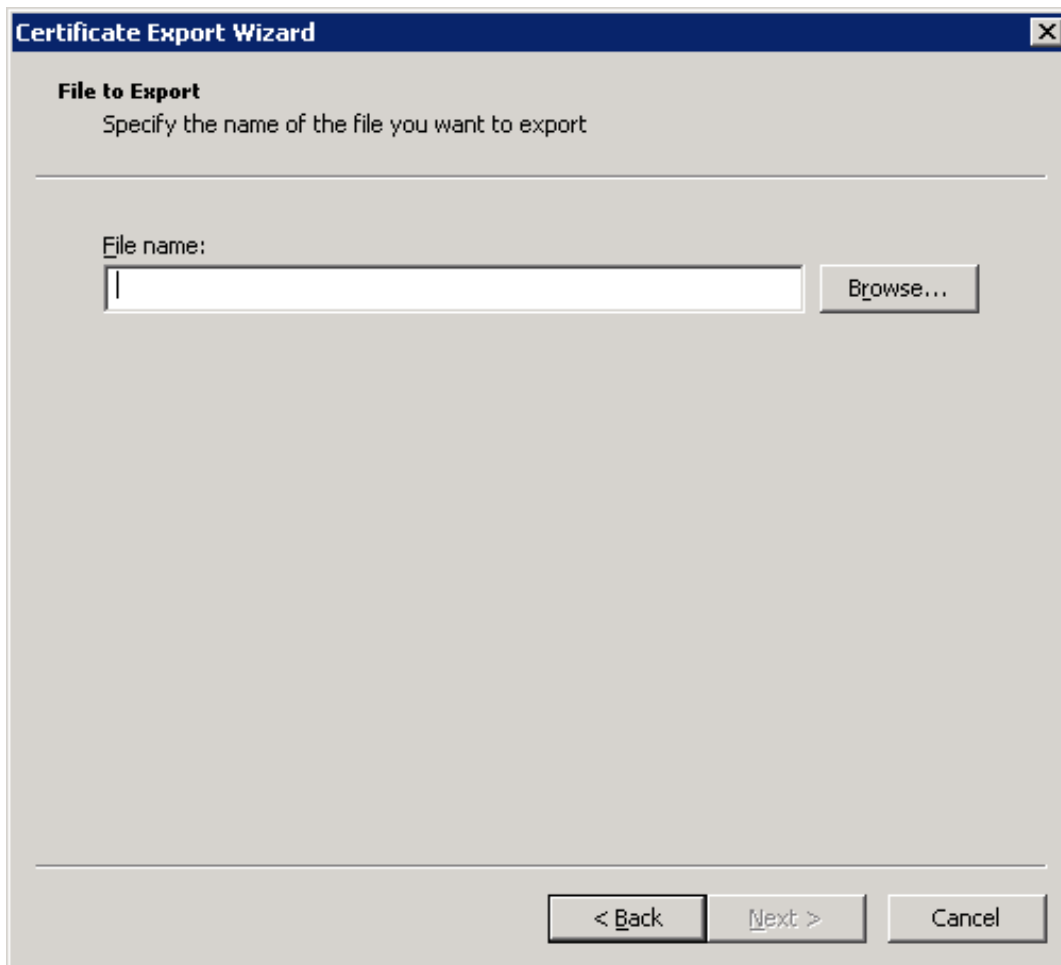 Certificate Export Wizard
File to Export
Specify the name of the file you want to export
File name:
Browse...
< Back
Next >
Cancel